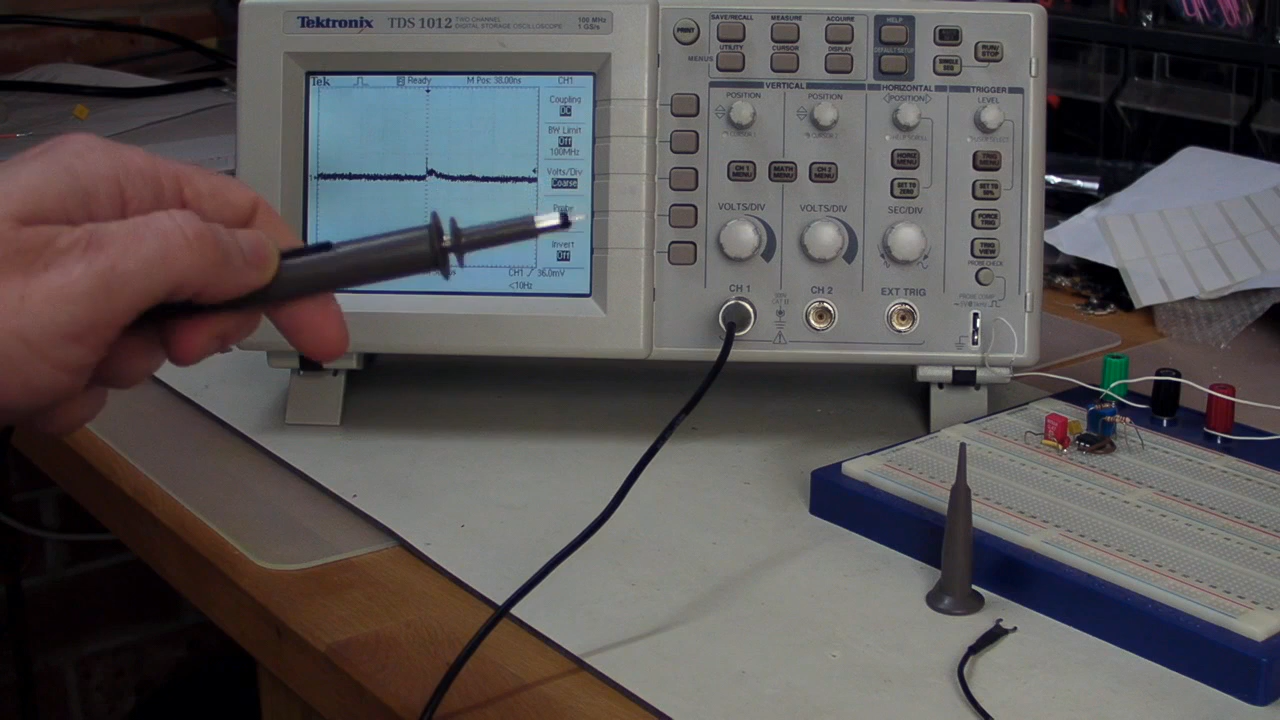 Tektronix TDS 1012 TWO CHANNEL DIGITAL STORAGE OSCILLOSCOPE 100 MHz 1 GS/s
Tek Ready M Pos: 38.00ns CH1
Coupling
DC
BW Limit
Off
100MHz
Volts/Div
Coarse
Probe
Invert
Off
CH1 36.0mV
<10Hz
PRINT
SAVE/RECALL MEASURE ACQUIRE HELP
RUN/STOP
UTILITY CURSOR DISPLAY DEFAULT SETUP
SINGLE SEQ
MENUS
VERTICAL HORIZONTAL TRIGGER
POSITION POSITION POSITION LEVEL
CH 1 MENU MATH MENU CH 2 MENU HORIZ MENU TRIG MENU
SET TO ZERO SET TO 50%
VOLTS/DIV VOLTS/DIV SEC/DIV FORCE TRIG
TRIG VIEW
PROBE CHECK
CH 1 CH 2 EXT TRIG PROBE COMP